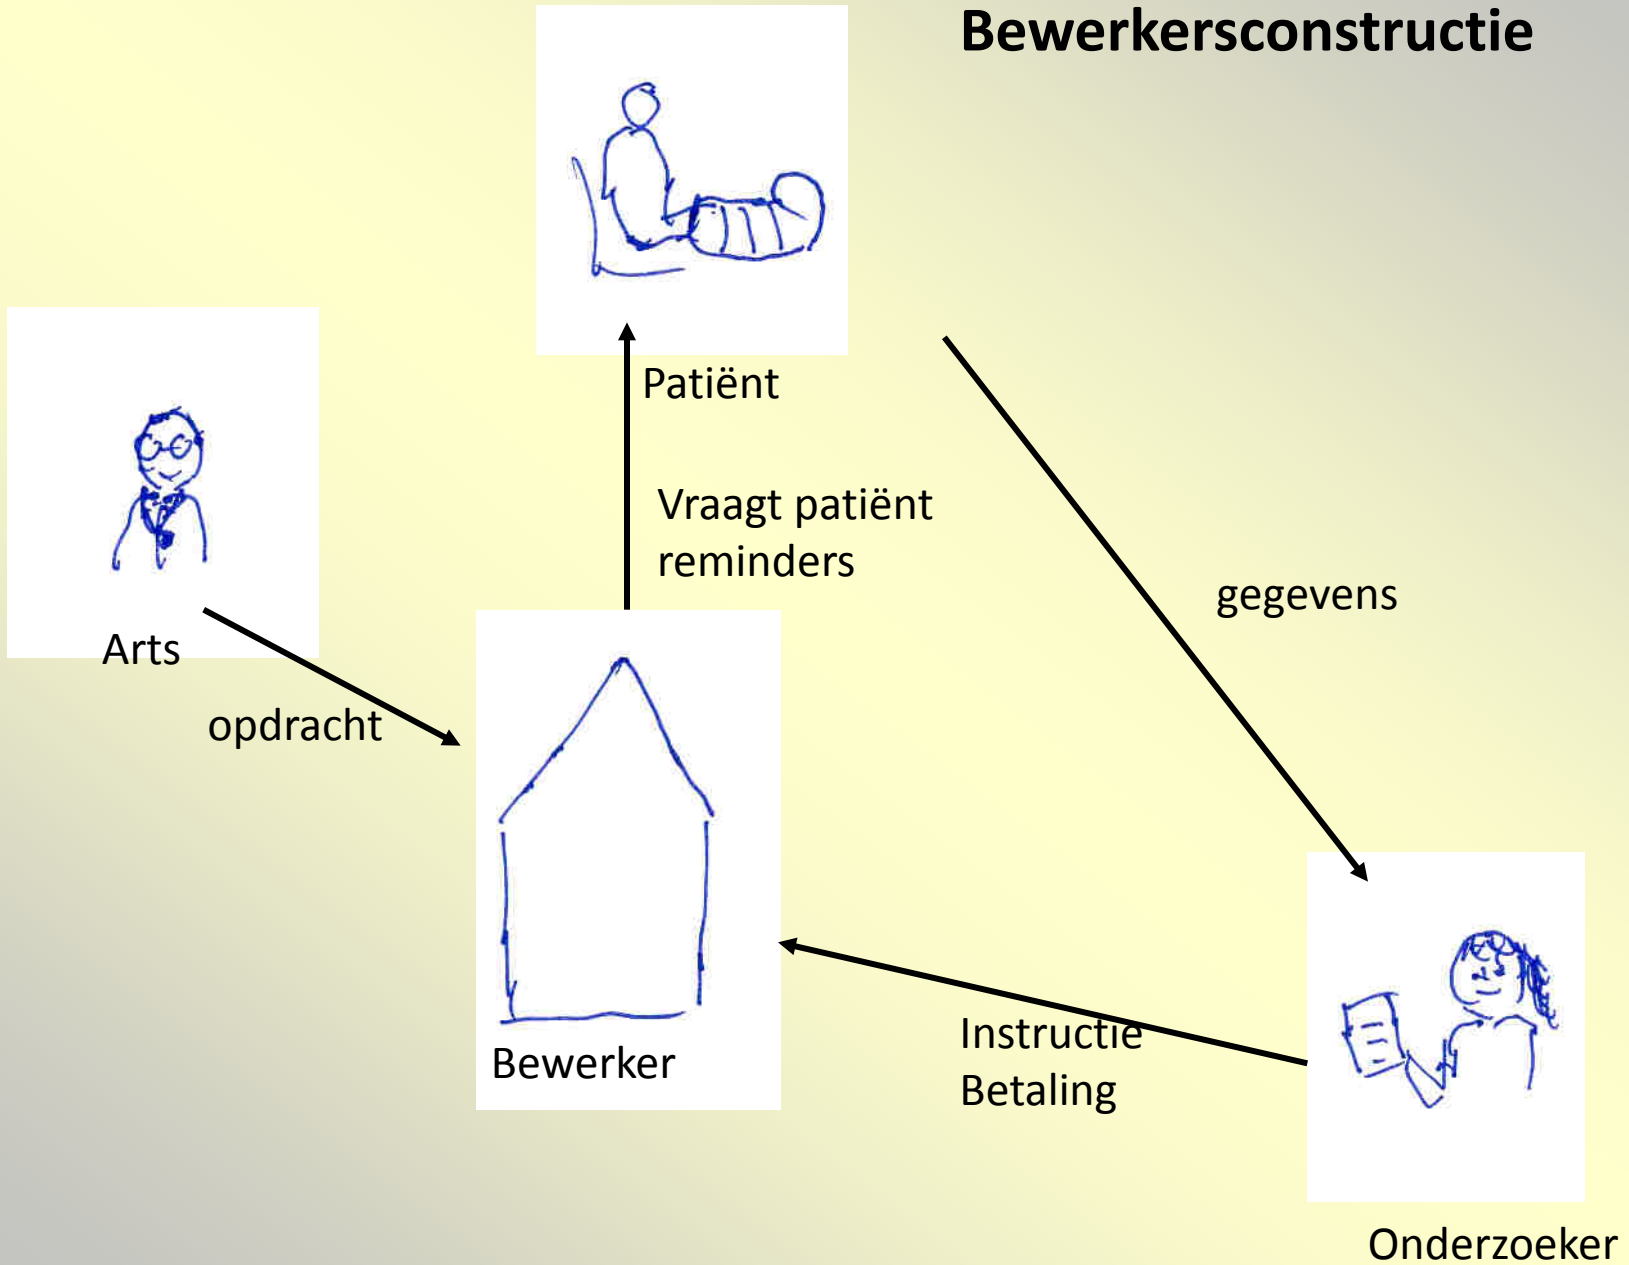 Bewerkersconstructie
Patiënt
Vraagt patiënt
reminders
gegevens
Arts
opdracht
Bewerker
Instructie
Betaling
Onderzoeker